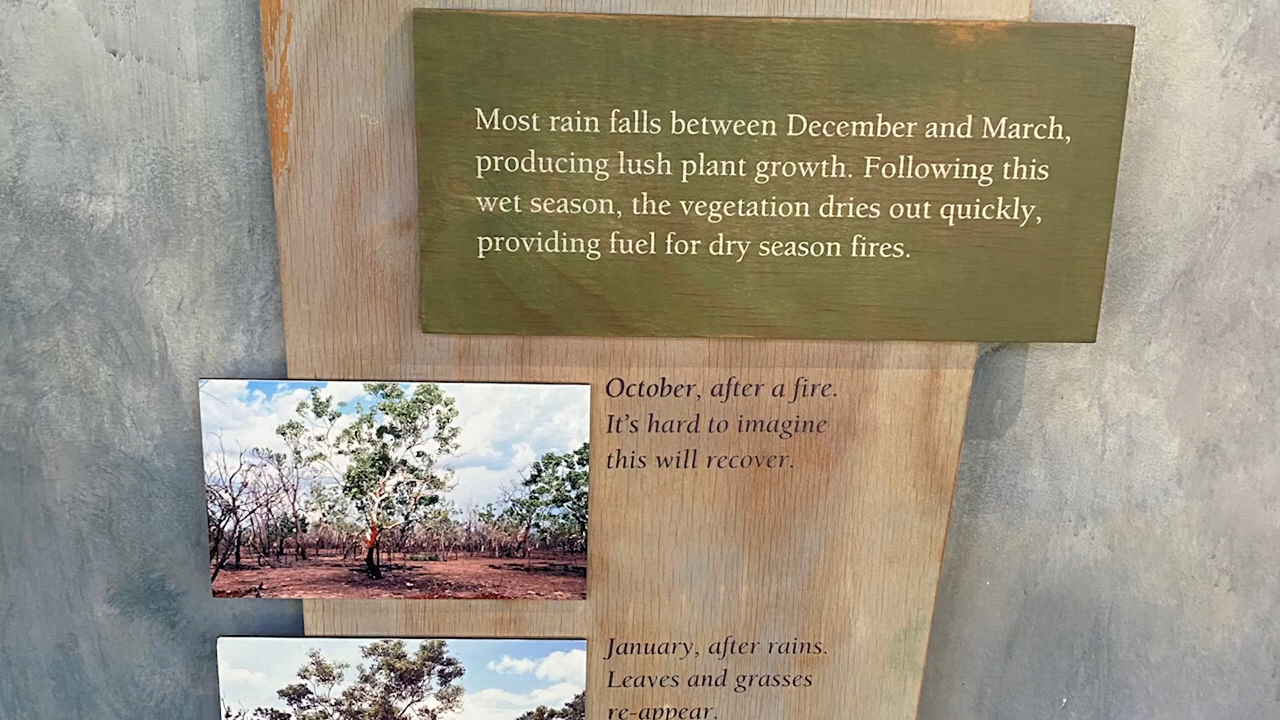 Most rain falls between December and March,
producing lush plant growth. Following this
wet season, the vegetation dries out quickly,
providing fuel for dry season fires.
October, after a fire.
It's hard to imagine
this will recover.
January, after rains.
Leaves and grasses
re-appear.